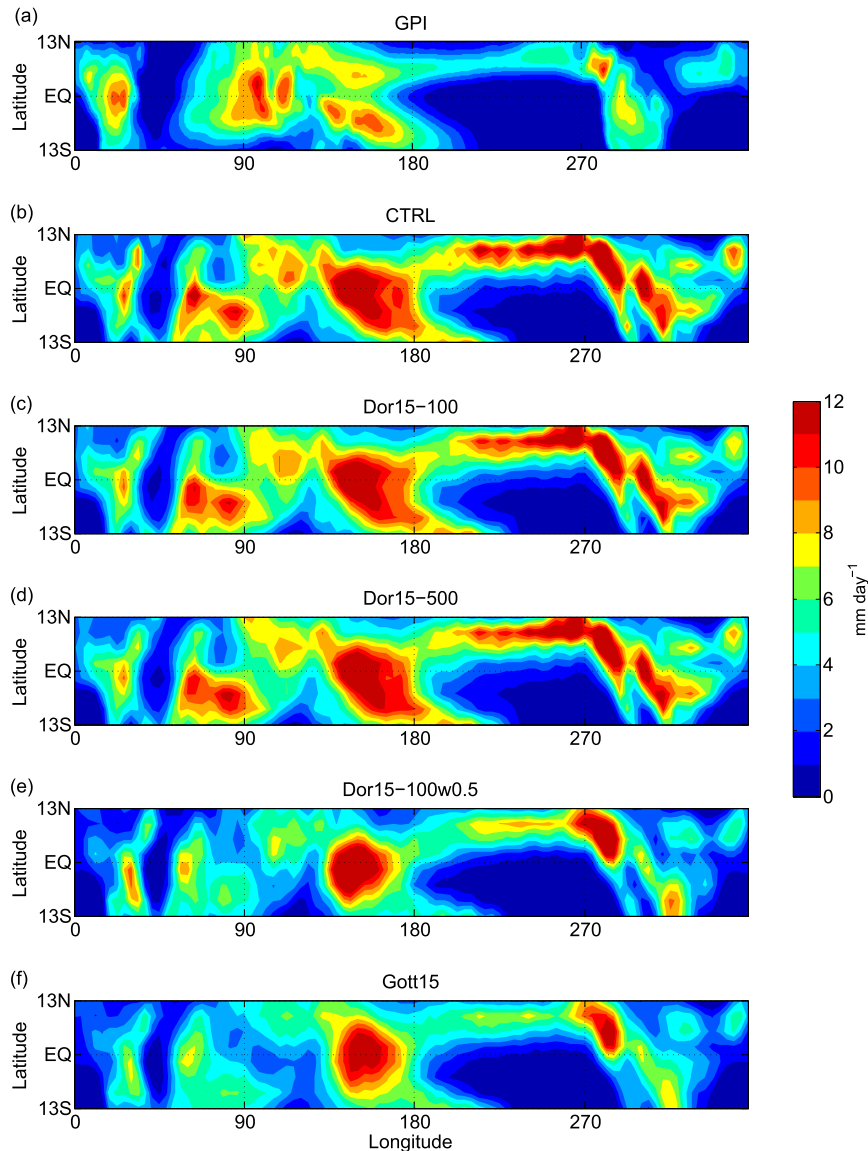 (a)
GPI
13N
EQ
13S
Latitude
0
90
180
270
(b)
CTRL
13N
EQ
13S
Latitude
0
90
180
270
(c)
Dor15−100
13N
EQ
13S
Latitude
0
90
180
270
(d)
Dor15−500
13N
EQ
13S
Latitude
0
90
180
270
(e)
Dor15−100w0.5
13N
EQ
13S
Latitude
0
90
180
270
(f)
Gott15
13N
EQ
13S
Latitude
0
90
180
270
Longitude
12
10
8
6
4
2
0
mm day⁻¹